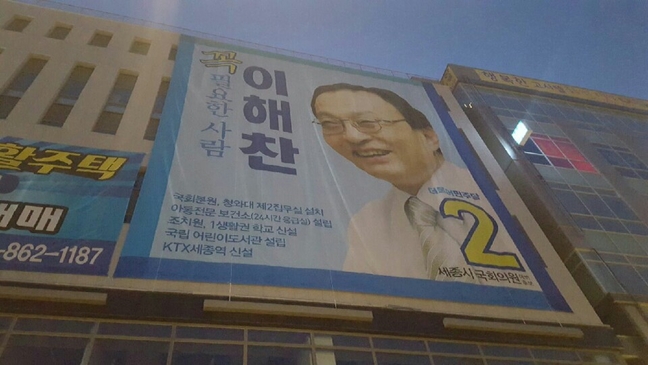 꼭
필요한 사람
이해찬
국회분원, 청와대 제2집무실 설치
아동전문 보건소(24시간 응급실) 설립
조치원, 1생활권 학교 신설
국립 어린이도서관 설립
KTX세종역 신설
더불어민주당
2
세종시 국회의원
할주택
매매
-862-1187